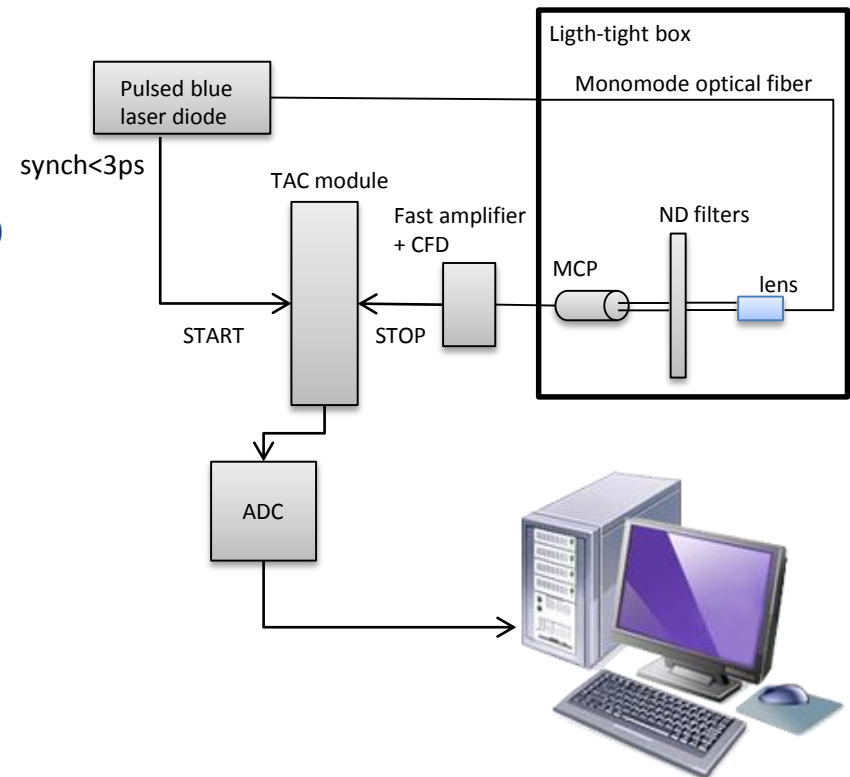 Ligth-tight box
Monomode optical fiber
Pulsed blue
laser diode
synch<3ps
TAC module
Fast amplifier
+ CFD
ND filters
MCP
lens
START
STOP
ADC